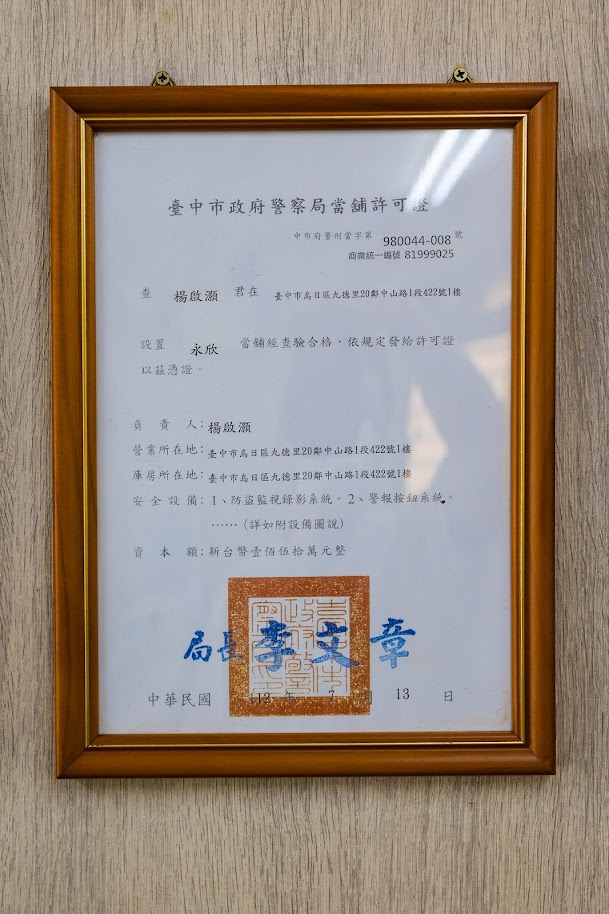 臺中市政府警察局當舖許可證
中市府警刑當字第 980044-008 號
商業統一編號 81999025
查 楊啟灝 君在 臺中市烏日區九德里20鄰中山路1段422號1樓
設置 永欣 當舖經查驗合格，依規定發給許可證
以茲憑證。
負責人：楊啟灝
營業所在地：臺中市烏日區九德里20鄰中山路1段422號1樓
庫房所在地：臺中市烏日區九德里20鄰中山路1段422號1樓
安全設備：1、防盜監視錄影系統。2、警報按鈕系統。
……（詳如附設備圖說）
資本額：新台幣壹佰伍拾萬元整
局長李文章
中華民國 年 7 月 13 日